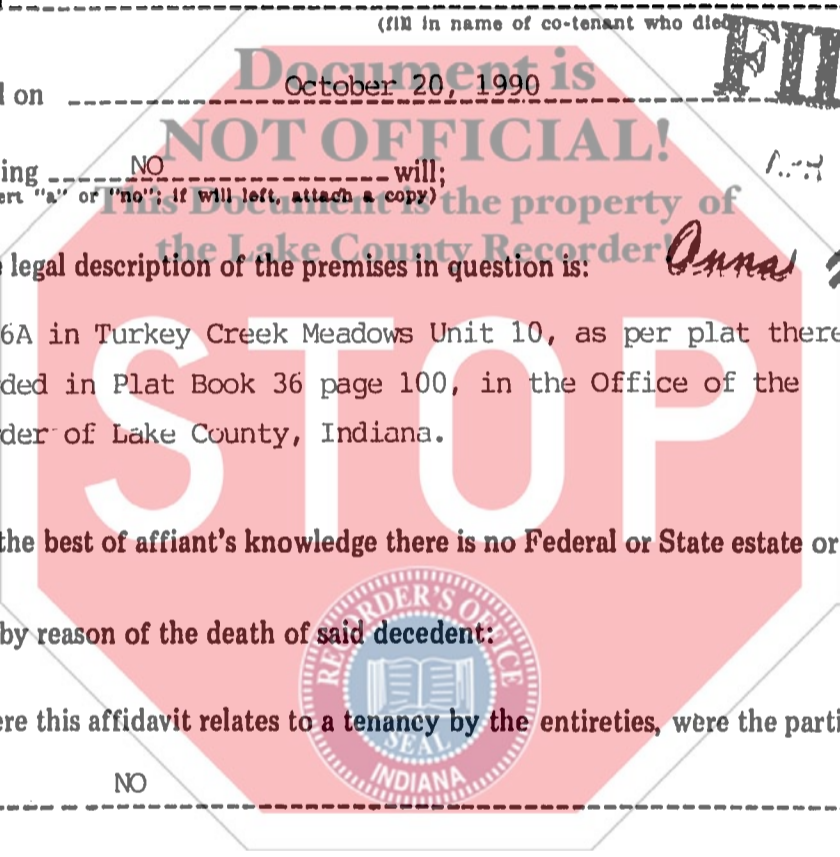 (fill in name of co-tenant who died
FI
Document is
l on October 20, 1990
NOT OFFICIAL!
ing NO will;
ert "a" or "no"; if will left, attach a copy)
This Document is the property of
the Lake County Recorder!
legal description of the premises in question is:
Anna
6A in Turkey Creek Meadows Unit 10, as per plat there
ded in Plat Book 36 page 100, in the Office of the
der of Lake County, Indiana.
STOP
the best of affiant's knowledge there is no Federal or State estate or
by reason of the death of said decedent:
RECORDER'S OFFICE
SEAL
INDIANA
ere this affidavit relates to a tenancy by the entireties, were the parti
NO